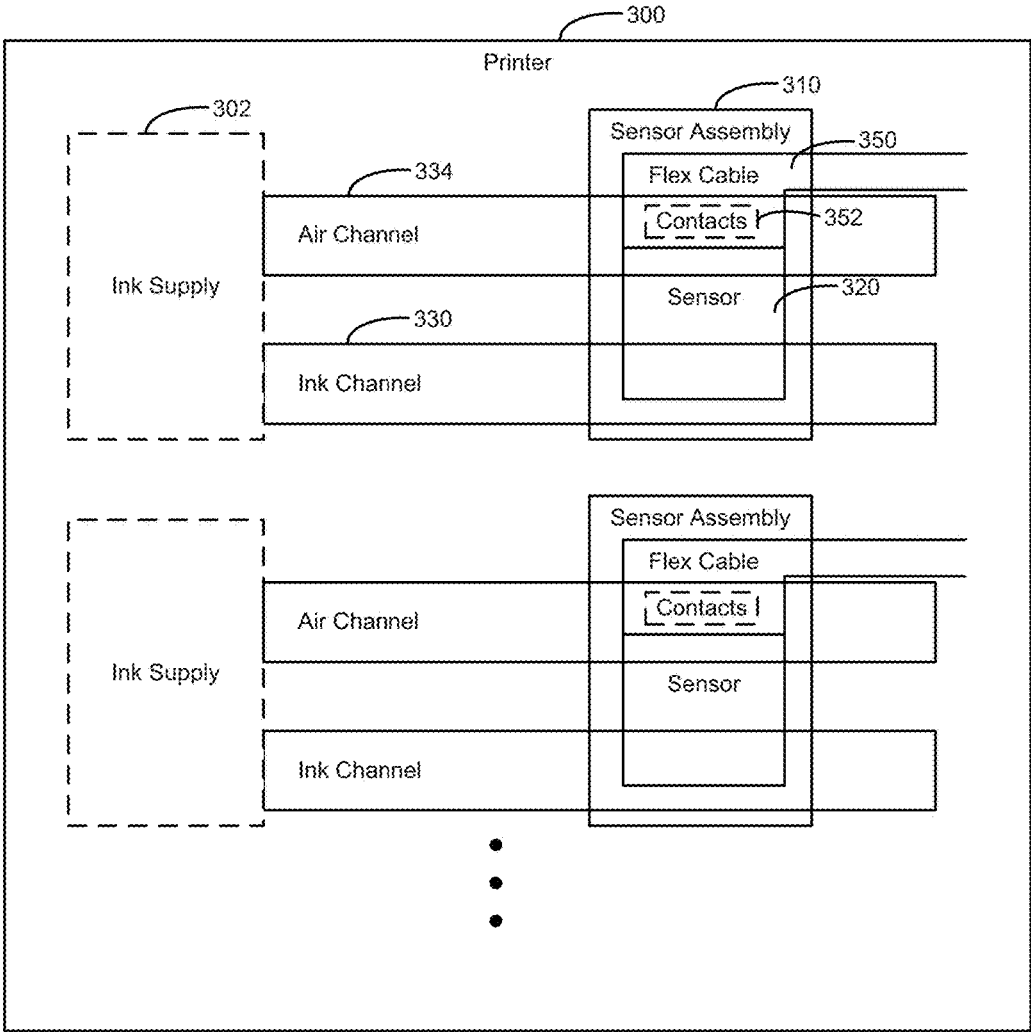 300
Printer
302
310
Sensor Assembly
350
Flex Cable
334
Contacts
352
Air Channel
Ink Supply
Sensor
320
330
Ink Channel
Sensor Assembly
Flex Cable
Contacts
Air Channel
Ink Supply
Sensor
Ink Channel